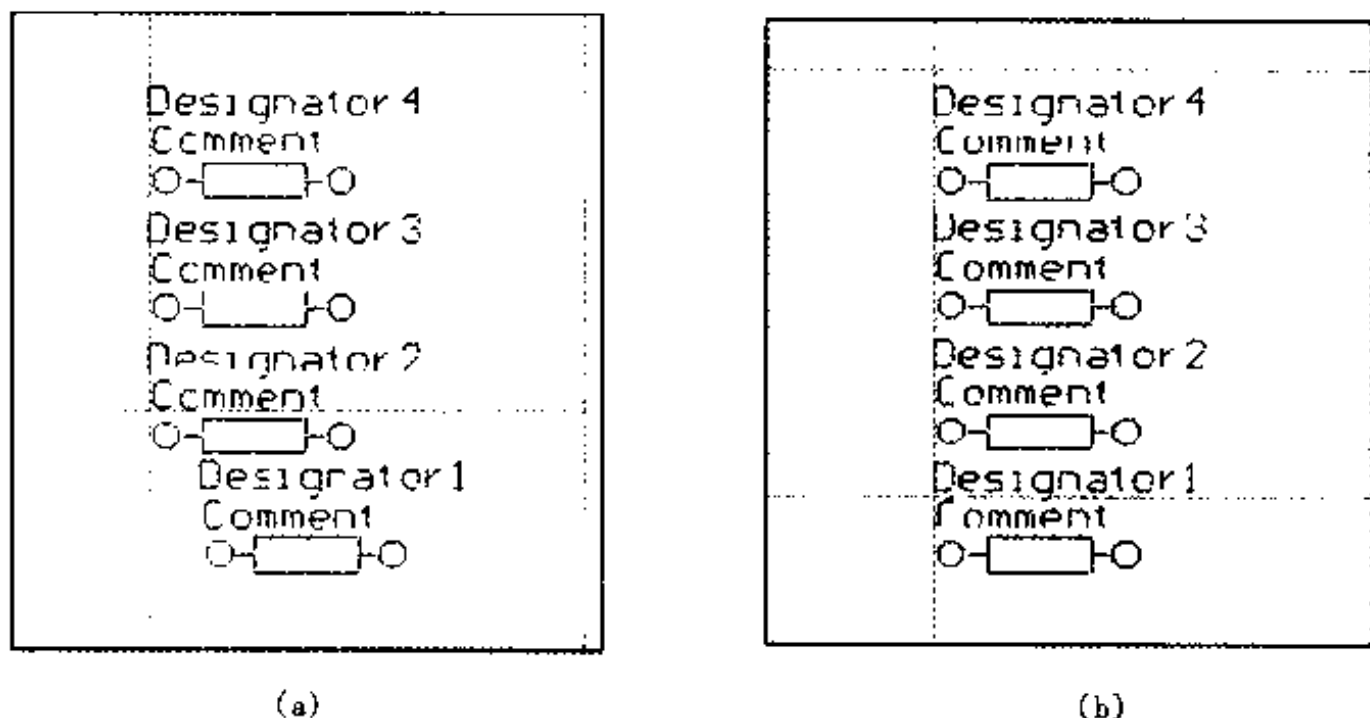 Designator 4
Comment
Designator 3
Comment
Designator 2
Comment
Designator 1
Comment
(a)
Designator 4
Comment
Designator 3
Comment
Designator 2
Comment
Designator 1
Comment
(b)